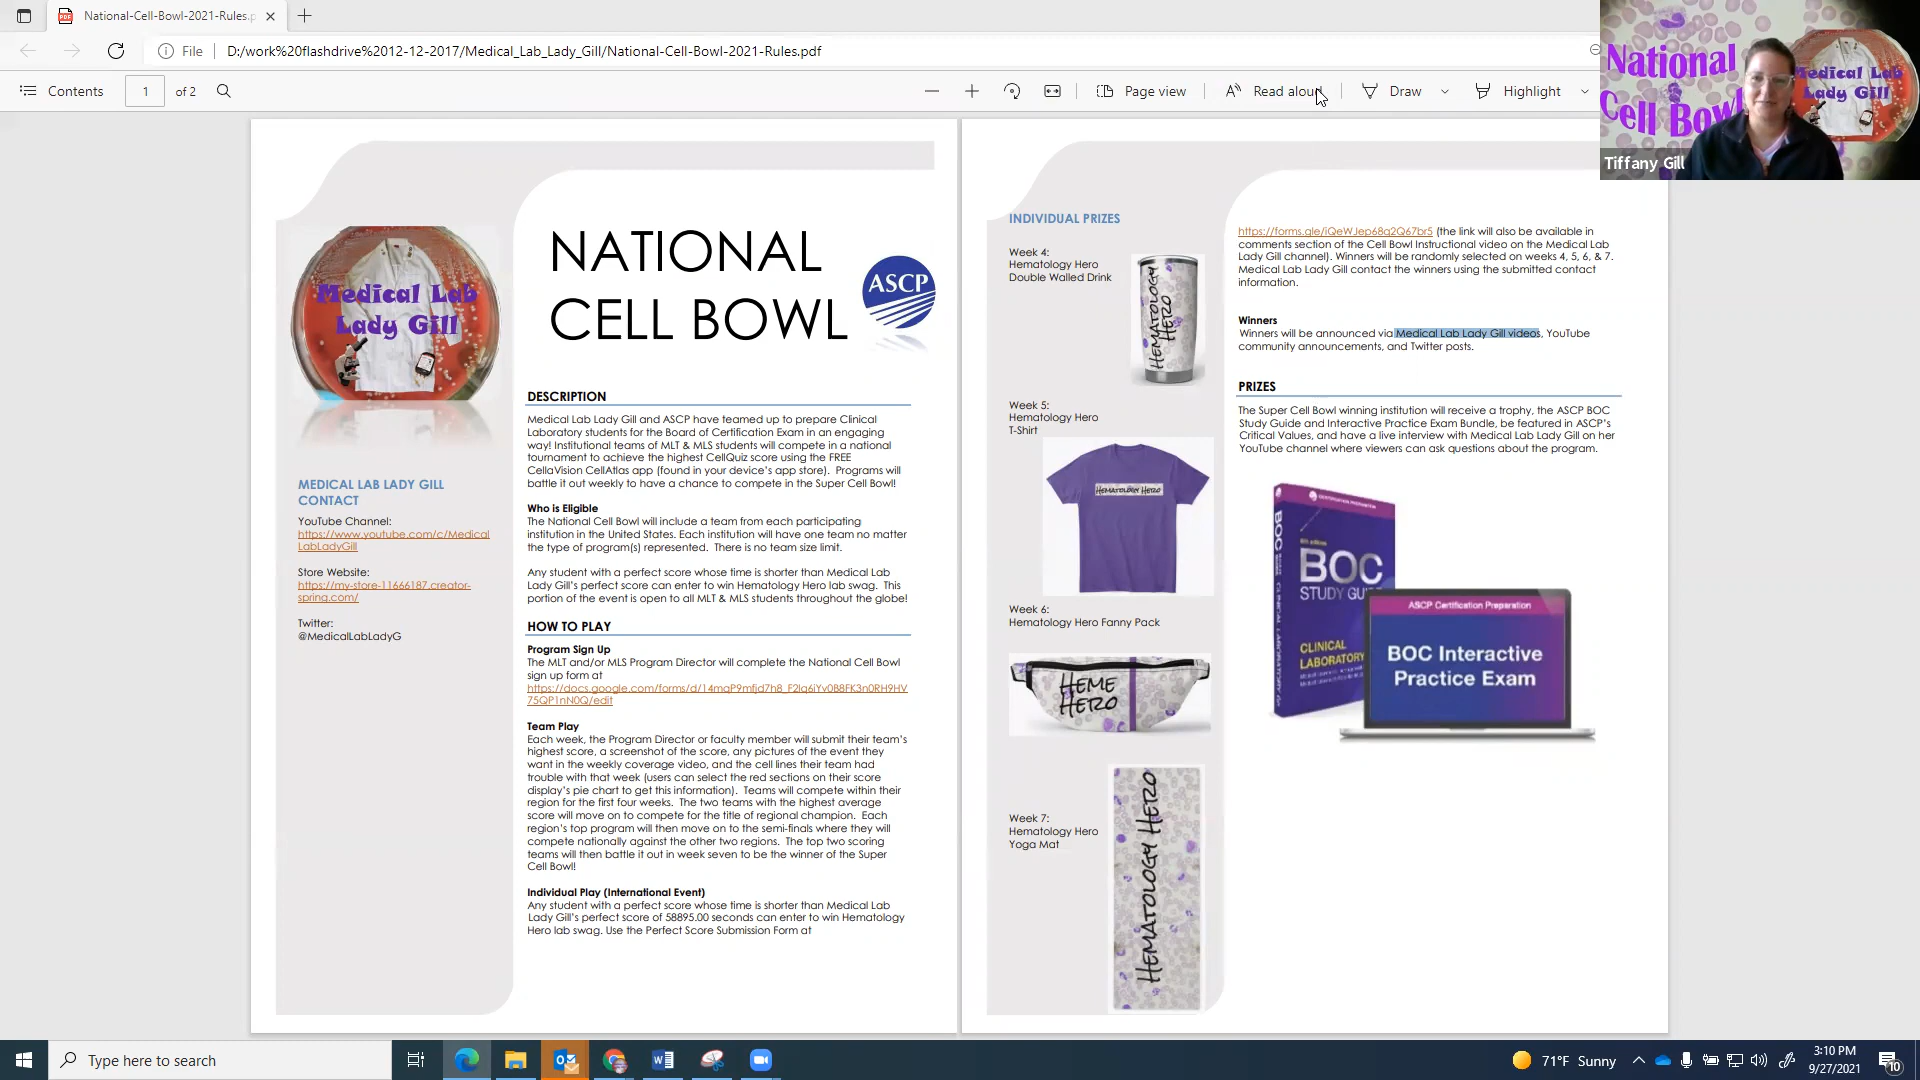 National-Cell-Bowl-2021-Rules.p
File
D:/work%20flashdrive%2012-12-2017/Medical_Lab_Lady_Gill/National-Cell-Bowl-2021-Rules.pdf
Contents
1
of 2
Page view
Read aloud
Draw
Highlight
National
Cell Bowl
Medical Lab
Lady Gill
Tiffany Gill
Medical Lab
Lady Gill
MEDICAL LAB LADY GILL
CONTACT
YouTube Channel:
https://www.youtube.com/c/Medical
LabLadyGill
Store Website:
https://my-store-11666187.creator-
spring.com/
Twitter:
@MedicalLabLadyG
NATIONAL
CELL BOWL
ASCP
DESCRIPTION
Medical Lab Lady Gill and ASCP have teamed up to prepare Clinical
Laboratory students for the Board of Certification Exam in an engaging
way! Institutional teams of MLT & MLS students will compete in a national
tournament to achieve the highest CellQuiz score using the FREE
CellaVision CellAtlas app (found in your device's app store). Programs will
battle it out weekly to have a chance to compete in the Super Cell Bowl!
Who is Eligible
The National Cell Bowl will include a team from each participating
institution in the United States. Each institution will have one team no matter
the type of program(s) represented. There is no team size limit.
Any student with a perfect score whose time is shorter than Medical Lab
Lady Gill's perfect score can enter to win Hematology Hero lab swag. This
portion of the event is open to all MLT & MLS students throughout the globe!
HOW TO PLAY
Program Sign Up
The MLT and/or MLS Program Director will complete the National Cell Bowl
sign up form at
Team Play
Each week, the Program Director or faculty member will submit their team's
highest score, a screenshot of the score, any pictures of the event they
want in the weekly coverage video, and the cell lines their team had
trouble with that week (users can select the red sections on their score
display's pie chart to get this information). Teams will compete within their
region for the first four weeks. The two teams with the highest average
score will move on to compete for the title of regional champion. Each
region's top program will then move on to the semi-finals where they will
compete nationally against the other two regions. The top two scoring
teams will then battle it out in week seven to be the winner of the Super
Cell Bowl!
Individual Play (International Event)
Any student with a perfect score whose time is shorter than Medical Lab
Lady Gill's perfect score of 58895.00 seconds can enter to win Hematology
Hero lab swag. Use the Perfect Score Submission Form at
INDIVIDUAL PRIZES
Week 4:
Hematology Hero
Double Walled Drink
HEMATOLOGY
HERO
Week 5:
Hematology Hero
T-Shirt
HEMATOLOGY HERO
Week 6:
Hematology Hero Fanny Pack
HEME
HERO
Week 7:
Hematology Hero
Yoga Mat
HEMATOLOGY HERO
https://forms.gle/iQeWJep68q2Q67br5 (the link will also be available in
comments section of the Cell Bowl Instructional video on the Medical Lab
Lady Gill channel). Winners will be randomly selected on weeks 4, 5, 6, & 7.
Medical Lab Lady Gill contact the winners using the submitted contact
information.
Winners
Winners will be announced via Medical Lab Lady Gill videos, YouTube
community announcements, and Twitter posts.
PRIZES
The Super Cell Bowl winning institution will receive a trophy, the ASCP BOC
Study Guide and Interactive Practice Exam Bundle, be featured in ASCP's
Critical Values, and have a live interview with Medical Lab Lady Gill on her
YouTube channel where viewers can ask questions about the program.
BOC
STUDY GUIDE
CLINICAL
LABORATORY
ASCP Certification Preparation
BOC Interactive
Practice Exam
Type here to search
71°F Sunny
3:10 PM
9/27/2021
10